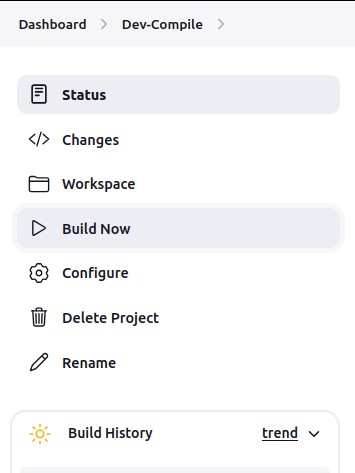 Dashboard > Dev-Compile >
Status
</> Changes
Workspace
Build Now
Configure
Delete Project
Rename
Build History trend